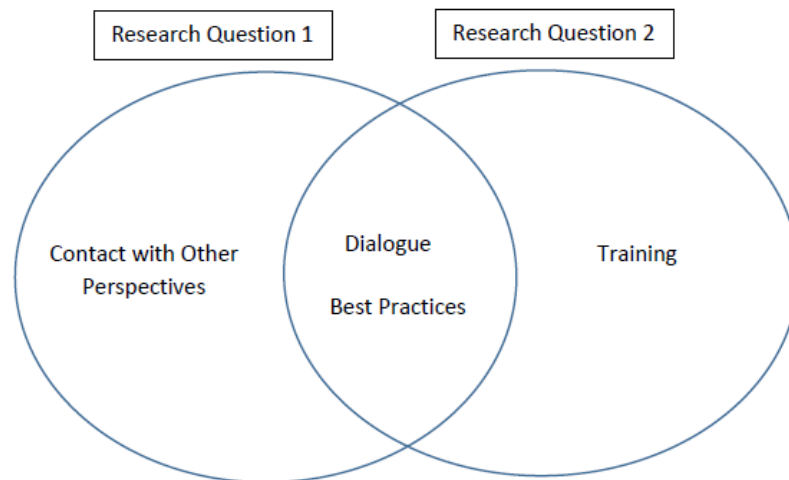 Research Question 1
Research Question 2
Contact with Other
Perspectives
Dialogue
Best Practices
Training